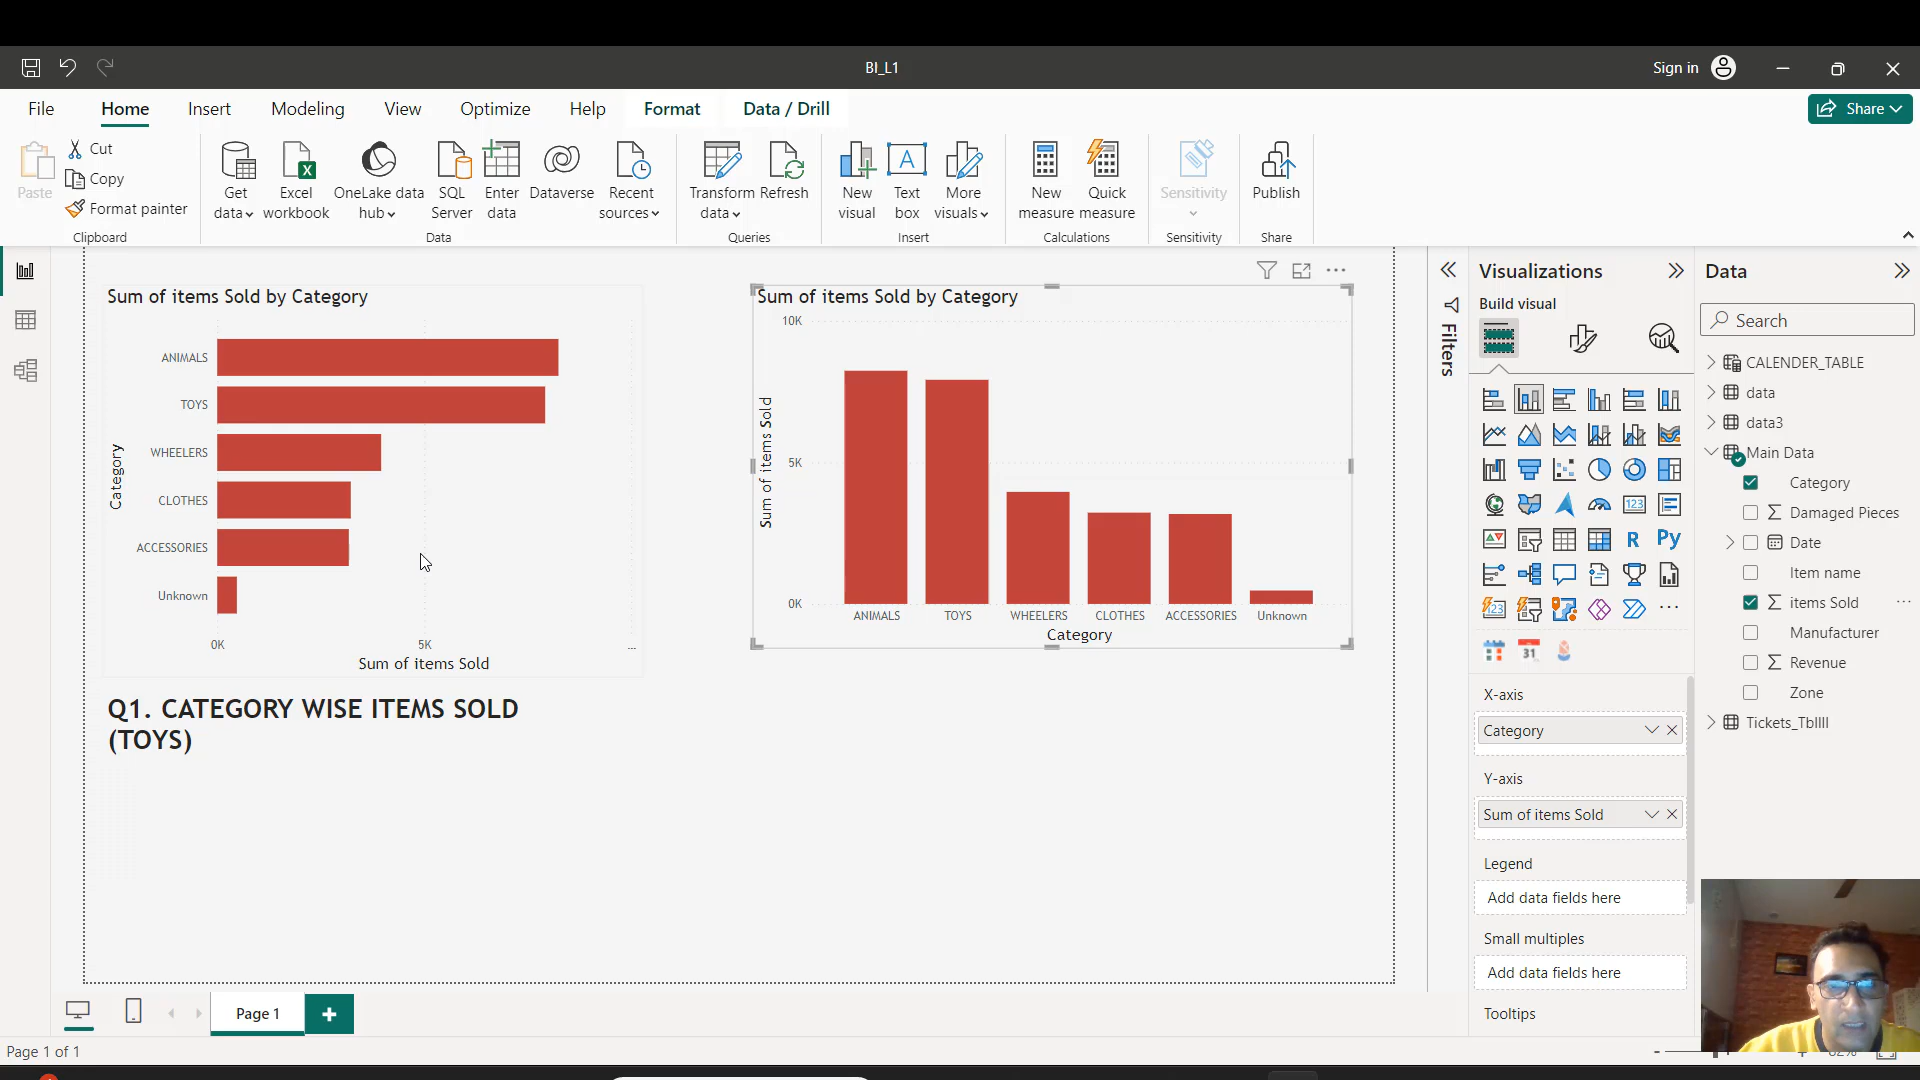 BI_L1
Sign in
File Home Insert Modeling View Optimize Help Format Data / Drill
Share
Paste
Cut
Copy
Format painter
Clipboard
Get data
Excel workbook
OneLake data hub
SQL Server
Enter data
Dataverse
Recent sources
Data
Transform data
Refresh
Queries
New visual
Text box
More visuals
Insert
New measure
Quick measure
Calculations
Sensitivity
Sensitivity
Publish
Share
Sum of items Sold by Category
Category
ANIMALS
TOYS
WHEELERS
CLOTHES
ACCESSORIES
Unknown
0K 5K ...
Sum of items Sold
Q1. CATEGORY WISE ITEMS SOLD
(TOYS)
Sum of items Sold by Category
Sum of items Sold
10K
5K
0K
ANIMALS TOYS WHEELERS CLOTHES ACCESSORIES Unknown
Category
Filters
Visualizations
Build visual
123
R
Py
123
31
X-axis
Category
Y-axis
Sum of items Sold
Legend
Add data fields here
Small multiples
Add data fields here
Tooltips
Data
Search
CALENDER_TABLE
data
data3
Main Data
Category
Damaged Pieces
Date
Item name
items Sold
Manufacturer
Revenue
Zone
Page 1
Page 1 of 1